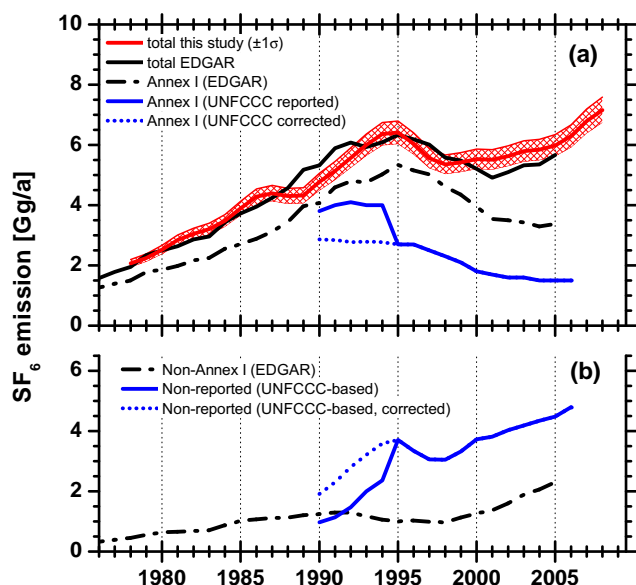 10
8
6
4
2
0
total this study (±1σ)
total EDGAR
Annex I (EDGAR)
Annex I (UNFCCC reported)
Annex I (UNFCCC corrected)
(a)
SF6 emission [Gg/a]
6
4
2
0
Non-Annex I (EDGAR)
Non-reported (UNFCCC-based)
Non-reported (UNFCCC-based, corrected)
(b)
1980 1985 1990 1995 2000 2005